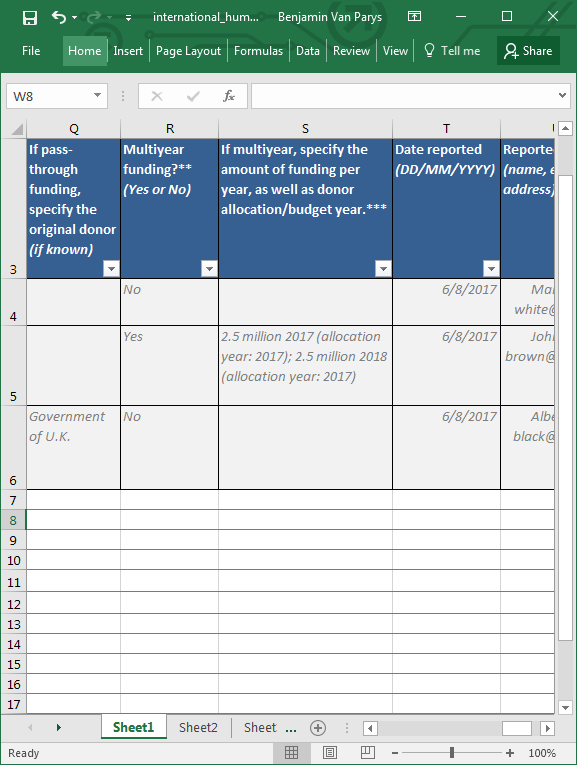 international_hum... Benjamin Van Parys
File Home Insert Page Layout Formulas Data Review View Tell me Share
W8 fx
Q R S T
3 If pass- Multiyear If multiyear, specify the Date reported Reporte
through funding?** amount of funding per (DD/MM/YYYY) (name, e
funding, (Yes or No) year, as well as donor address)
specify the allocation/budget year.***
original donor
(if known)
4 No 6/8/2017
white@
5 Yes 2.5 million 2017 (allocation 6/8/2017 Joh
year: 2017); 2.5 million 2018 brown@
(allocation year: 2017)
6 Government No 6/8/2017 Albe
of U.K. black@
7
8
9
10
11
12
13
14
15
16
17
Sheet1 Sheet2 Sheet ...
Ready 100%